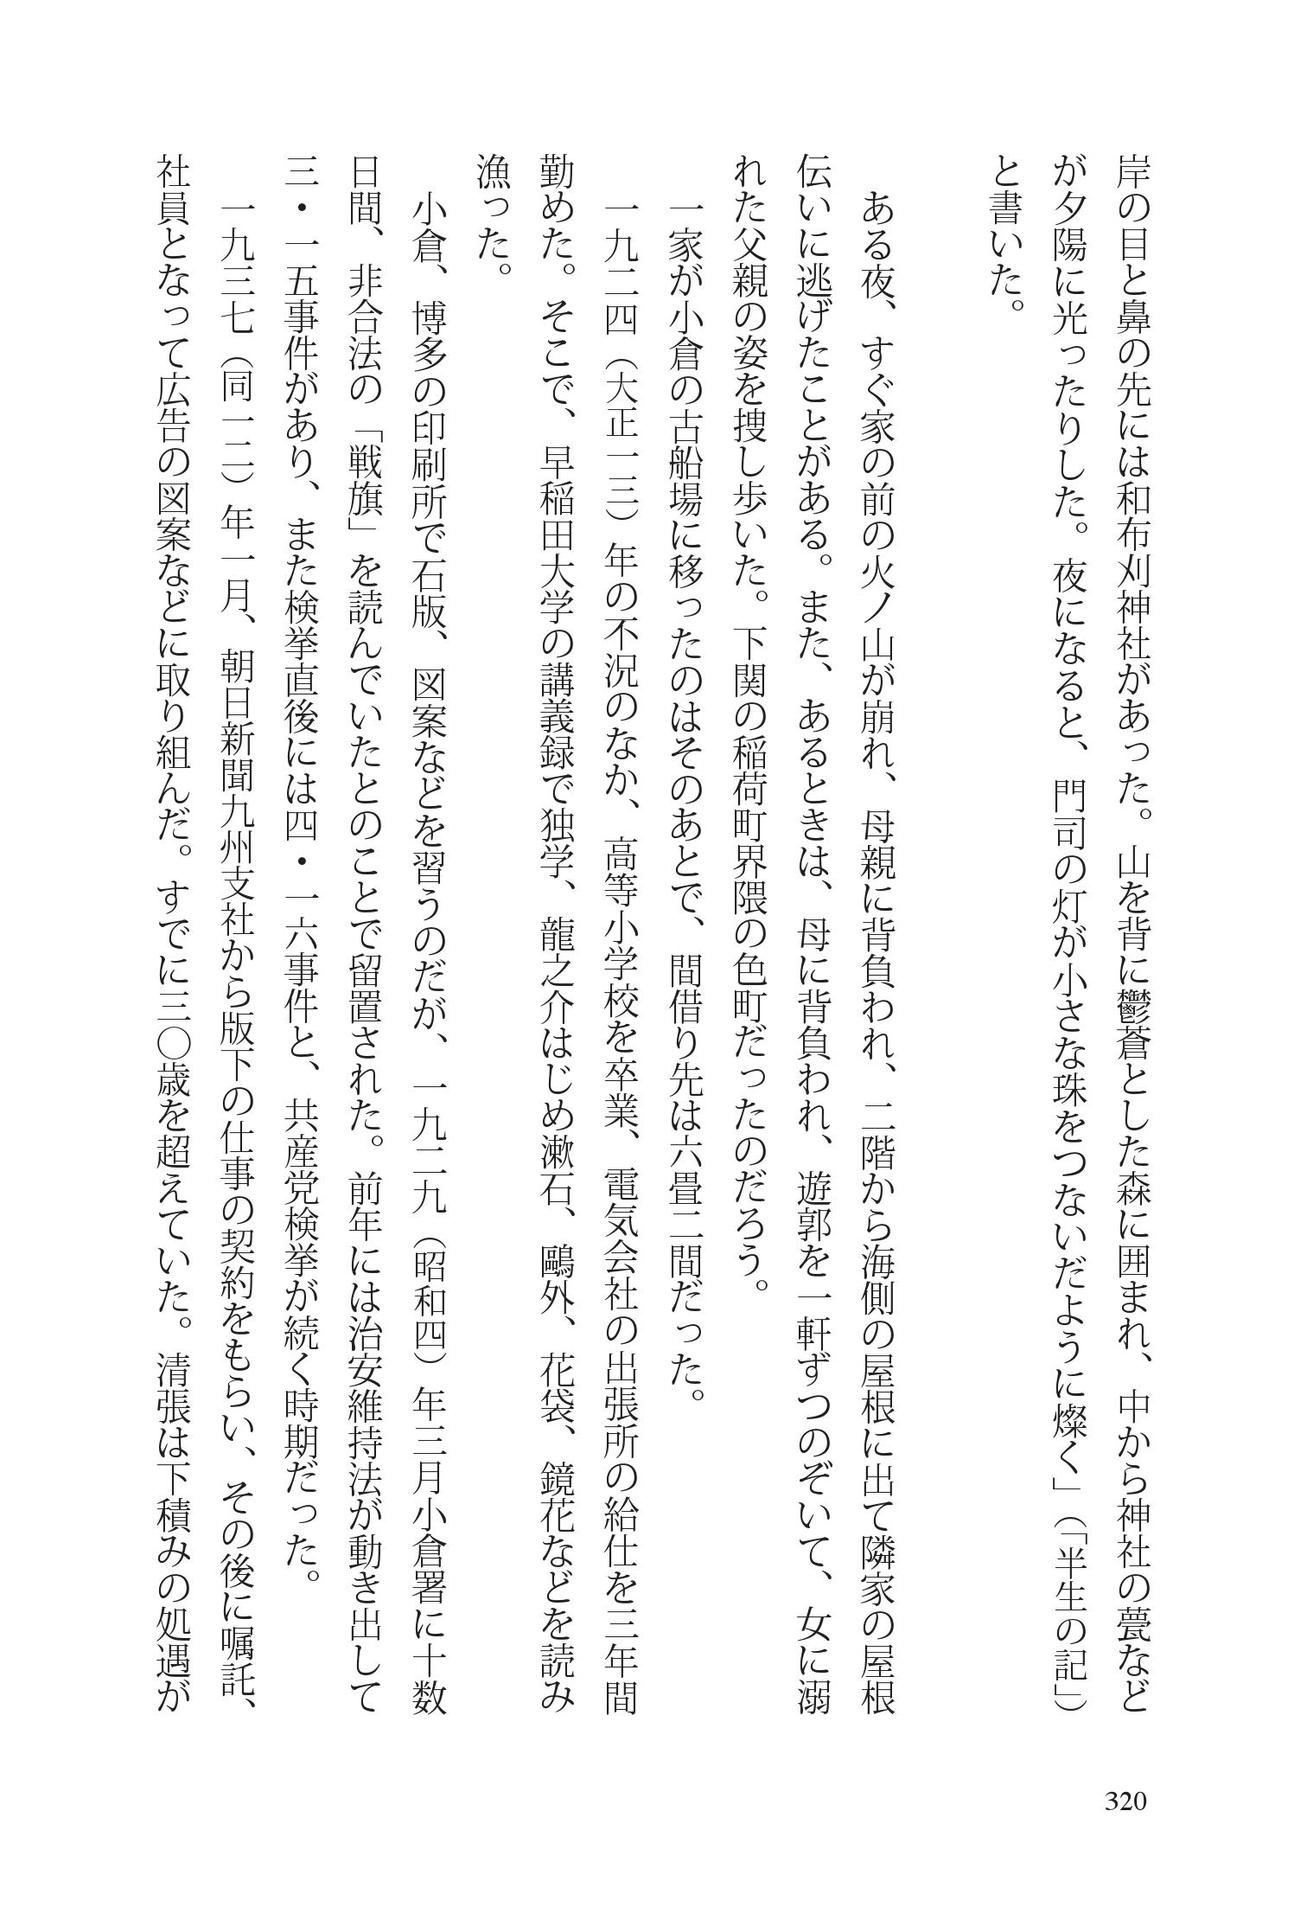 岸の目と鼻の先には和布刈神社があった。山を背に鬱蒼とした森に囲まれ、中から神社の甍など
が夕陽に光ったりした。夜になると、門司の灯が小さな珠をつないだように燦く」（「半生の記」）
と書いた。
ある夜、すぐ家の前の火ノ山が崩れ、母親に背負われ、二階から海側の屋根に出て隣家の屋根
伝いに逃げたことがある。また、あるときは、母に背負われ、遊郭を一軒ずつのぞいて、女に溺
れた父親の姿を捜し歩いた。下関の稲荷町界隈の色町だったのだろう。
一家が小倉の古船場に移ったのはそのあとで、間借り先は六畳二間だった。
一九二四（大正一三）年の不況のなか、高等小学校を卒業、電気会社の出張所の給仕を三年間
勤めた。そこで、早稲田大学の講義録で独学、龍之介はじめ漱石、鷗外、花袋、鏡花などを読み
漁った。
小倉、博多の印刷所で石版、図案などを習うのだが、一九二九（昭和四）年三月小倉署に十数
日間、非合法の「戦旗」を読んでいたとのことで留置された。前年には治安維持法が動き出して
三・一五事件があり、また検挙直後には四・一六事件と、共産党検挙が続く時期だった。
一九三七（同一二）年一月、朝日新聞九州支社から版下の仕事の契約をもらい、その後に嘱託、
社員となって広告の図案などに取り組んだ。すでに三〇歳を超えていた。清張は下積みの処遇が
320